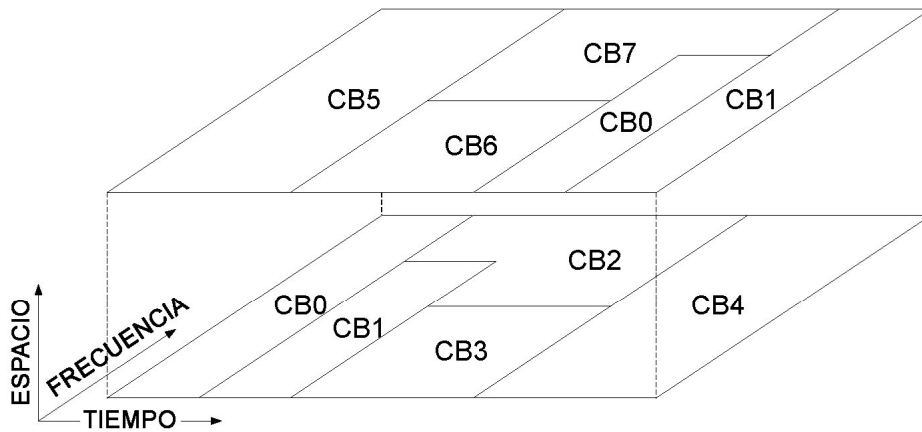 CB7
CB5
CB1
CB0
CB6
CB2
CB0
CB4
CB1
CB3
ESPACIO
FRECUENCIA
TIEMPO